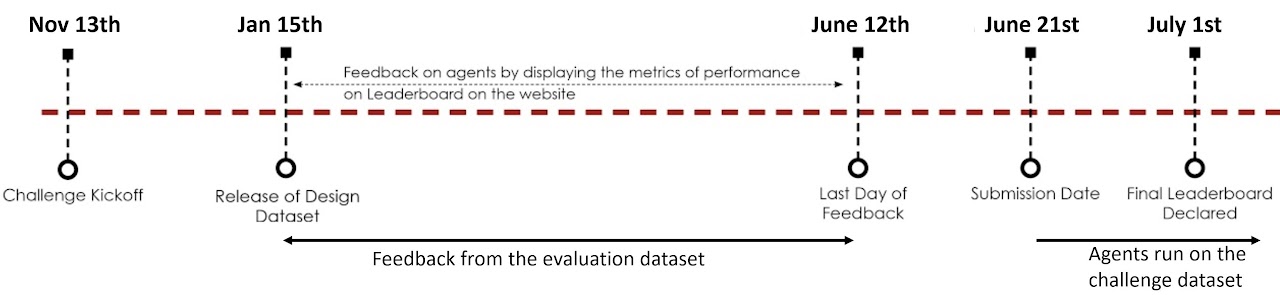 Nov 13th
Jan 15th
June 12th
June 21st
July 1st
Feedback on agents by displaying the metrics of performance
on Leaderboard on the website
Challenge Kickoff
Release of Design
Dataset
Last Day of
Feedback
Submission Date
Final Leaderboard
Declared
Feedback from the evaluation dataset
Agents run on the
challenge dataset